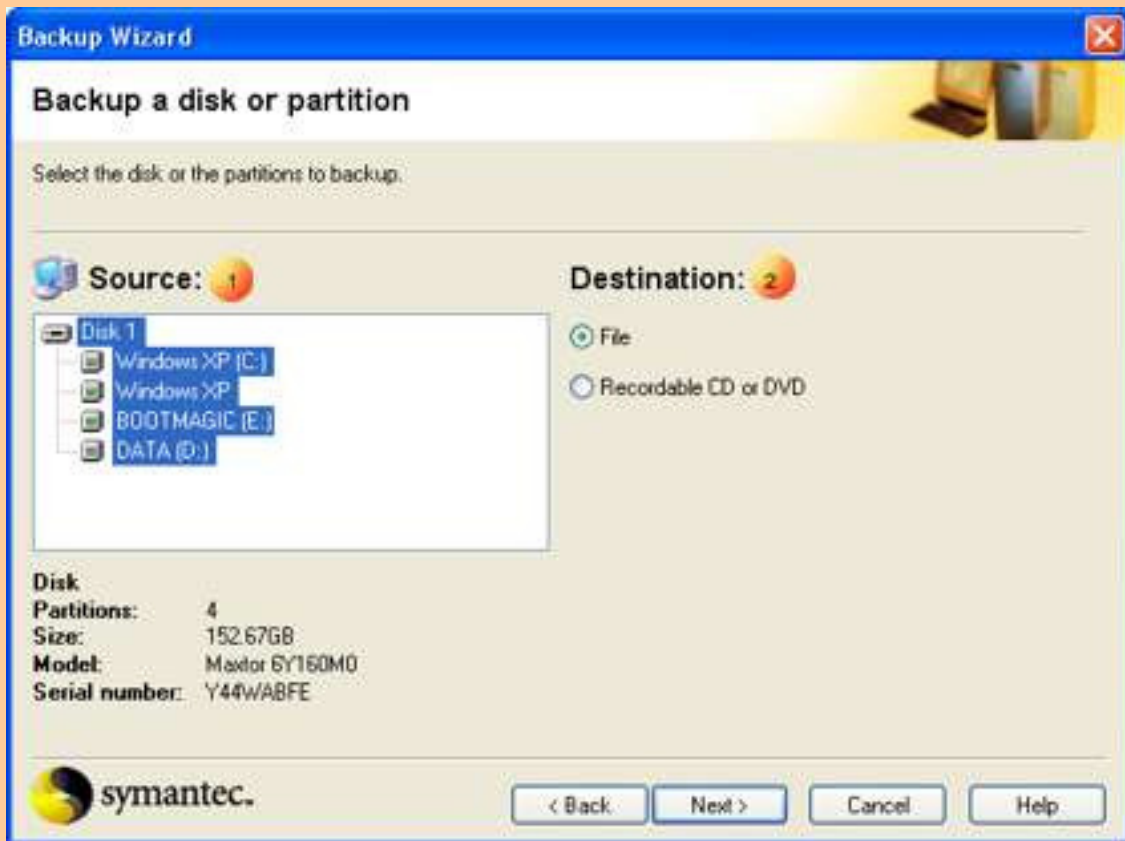 Backup Wizard
Backup a disk or partition
Select the disk or the partitions to backup.
Source: 1
Destination: 2
Disk 1
Windows XP (C:)
Windows XP
BOOTMAGIC (E:)
DATA (D:)
File
Recordable CD or DVD
Disk
Partitions: 4
Size: 152.67GB
Model: Maxtor 6Y160M0
Serial number: Y44WABFE
symantec.
< Back
Next >
Cancel
Help